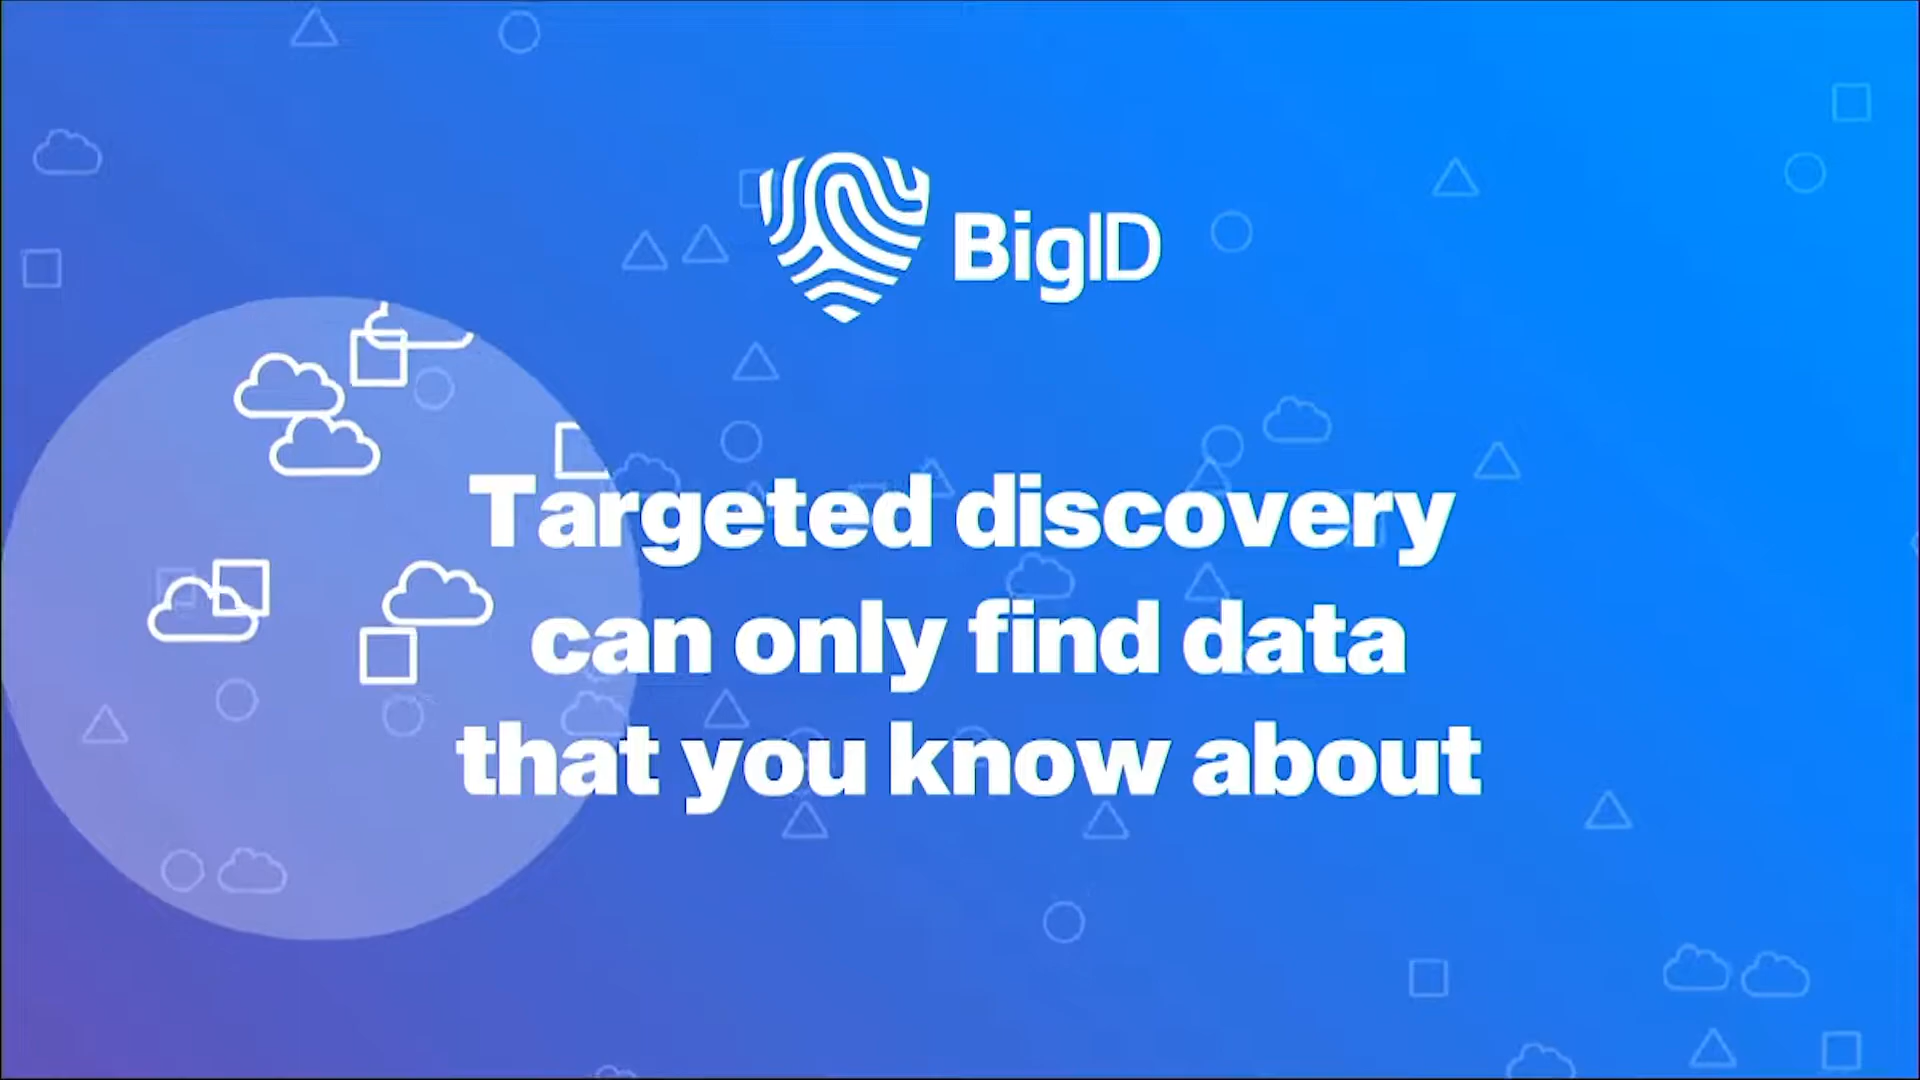 BigID
Targeted discovery
can only find data
that you know about